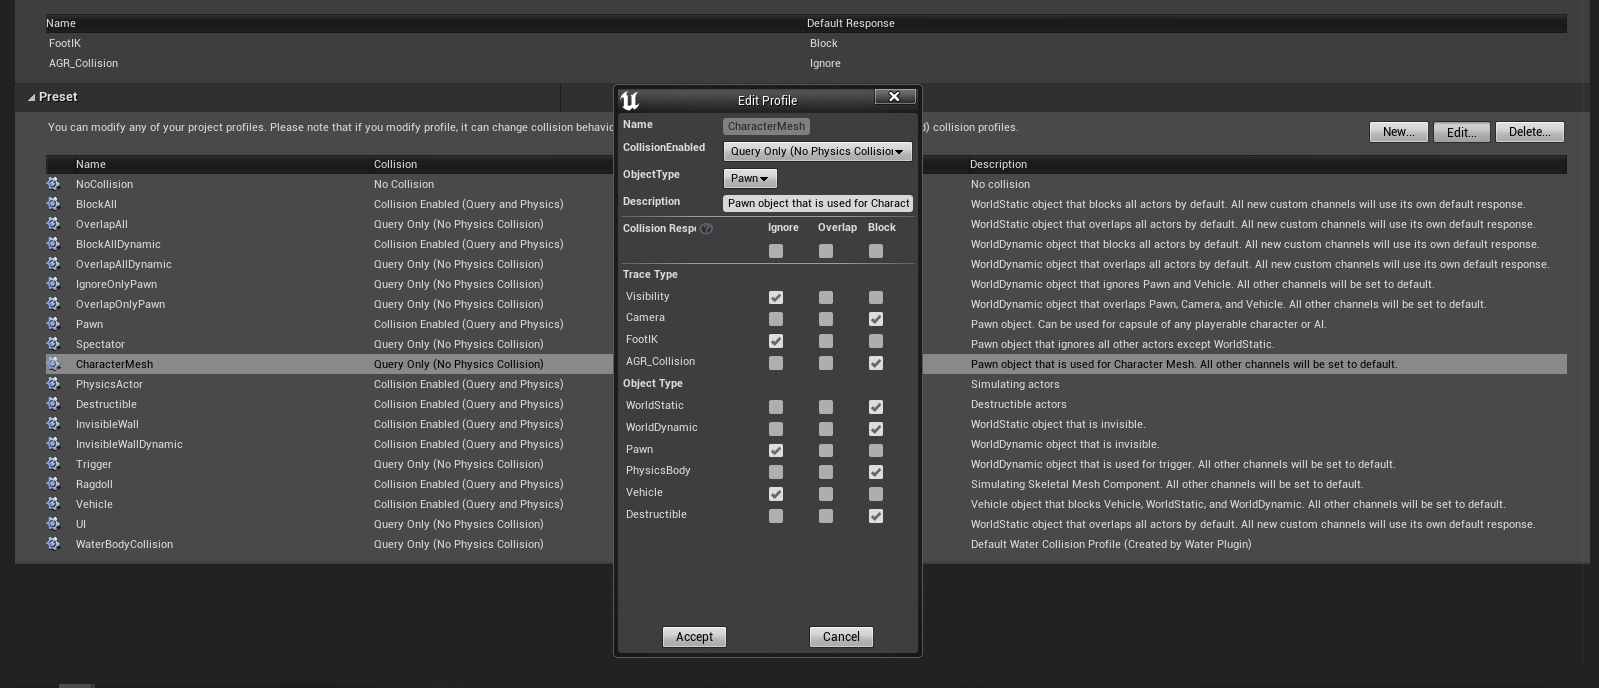 Name Default Response
FootIK Block
AGR_Collision Ignore
Preset
You can modify any of your project profiles. Please note that if you modify profile, it can change collision behavio
) collision profiles.
New... Edit... Delete...
Name Collision Description
NoCollision No Collision No collision
BlockAll Collision Enabled (Query and Physics) WorldStatic object that blocks all actors by default. All new custom channels will use its own default response.
OverlapAll Query Only (No Physics Collision) WorldStatic object that overlaps all actors by default. All new custom channels will use its own default response.
BlockAllDynamic Collision Enabled (Query and Physics) WorldDynamic object that blocks all actors by default. All new custom channels will use its own default response.
OverlapAllDynamic Query Only (No Physics Collision) WorldDynamic object that overlaps all actors by default. All new custom channels will use its own default response.
IgnoreOnlyPawn Query Only (No Physics Collision) WorldDynamic object that ignores Pawn and Vehicle. All other channels will be set to default.
OverlapOnlyPawn Query Only (No Physics Collision) WorldDynamic object that overlaps Pawn, Camera, and Vehicle. All other channels will be set to default.
Pawn Collision Enabled (Query and Physics) Pawn object. Can be used for capsule of any playerable character or AI.
Spectator Query Only (No Physics Collision) Pawn object that ignores all other actors except WorldStatic.
CharacterMesh Query Only (No Physics Collision) Pawn object that is used for Character Mesh. All other channels will be set to default.
PhysicsActor Collision Enabled (Query and Physics) Simulating actors
Destructible Collision Enabled (Query and Physics) Destructible actors
InvisibleWall Collision Enabled (Query and Physics) WorldStatic object that is invisible.
InvisibleWallDynamic Collision Enabled (Query and Physics) WorldDynamic object that is invisible.
Trigger Query Only (No Physics Collision) WorldDynamic object that is used for trigger. All other channels will be set to default.
Ragdoll Collision Enabled (Query and Physics) Simulating Skeletal Mesh Component. All other channels will be set to default.
Vehicle Collision Enabled (Query and Physics) Vehicle object that blocks Vehicle, WorldStatic, and WorldDynamic. All other channels will be set to default.
UI Query Only (No Physics Collision) WorldStatic object that overlaps all actors by default. All new custom channels will use its own default response.
WaterBodyCollision Query Only (No Physics Collision) Default Water Collision Profile (Created by Water Plugin)
Edit Profile
Name CharacterMesh
CollisionEnabled Query Only (No Physics Collision
ObjectType Pawn
Description Pawn object that is used for Charact
Collision Respo Ignore Overlap Block
Trace Type
Visibility
Camera
FootIK
AGR_Collision
Object Type
WorldStatic
WorldDynamic
Pawn
PhysicsBody
Vehicle
Destructible
Accept Cancel